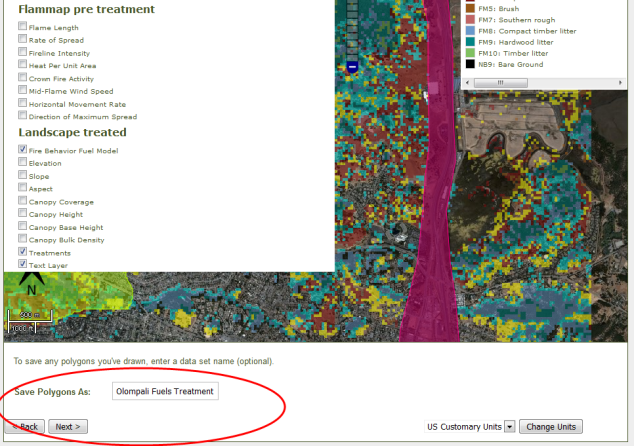 Flammap pre treatment
Flame Length
Rate of Spread
Fireline Intensity
Heat Per Unit Area
Crown Fire Activity
Mid-Flame Wind Speed
Horizontal Movement Rate
Direction of Maximum Spread
Landscape treated
Fire Behavior Fuel Model
Elevation
Slope
Aspect
Canopy Coverage
Canopy Height
Canopy Base Height
Canopy Bulk Density
Treatments
Text Layer
FM5: Brush
FM7: Southern rough
FM8: Compact timber litter
FM9: Hardwood litter
FM10: Timber litter
NB9: Bare Ground
N
500 m
1000 ft
To save any polygons you've drawn, enter a data set name (optional).
Save Polygons As: Olompali Fuels Treatment
< Back Next > US Customary Units Change Units